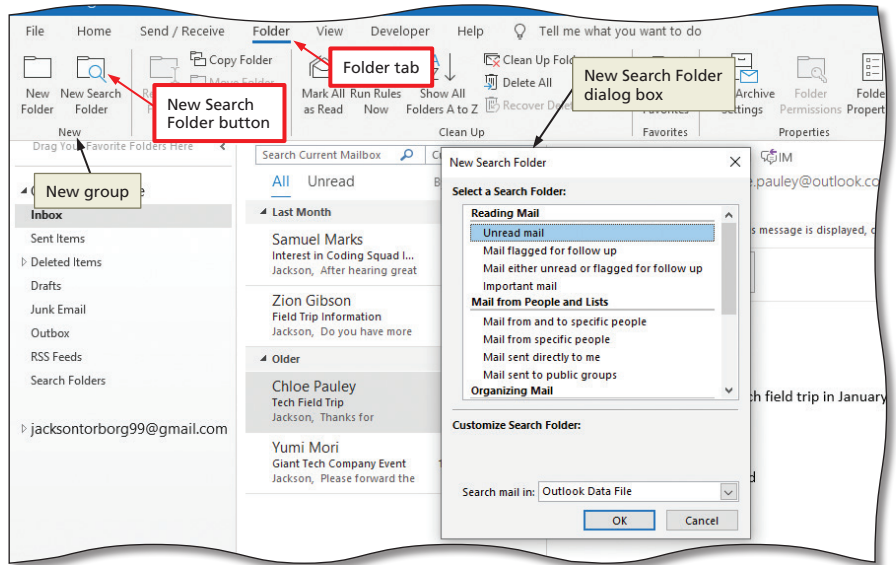 File Home Send / Receive Folder View Developer Help Tell me what you want to do
Folder tab
New Search
Folder button
New Search Folder
dialog box
New group
New
Folder
New Search
Folder
Copy Folder
Move Folder
Mark All
as Read
Run Rules
Now
Show All
Folders A to Z
Clean Up
Delete All
Recover
Archive
Settings
Folder
Permissions
New Clean Up Favorites Properties
Drag Your Favorite Folders Here
Inbox
Sent Items
Deleted Items
Drafts
Junk Email
Outbox
RSS Feeds
Search Folders
jacksontorborg99@gmail.com
Search Current Mailbox
All Unread
Last Month
Samuel Marks
Interest in Coding Squad I...
Jackson, After hearing great
Zion Gibson
Field Trip Information
Jackson, Do you have more
Older
Chloe Pauley
Tech Field Trip
Jackson, Thanks for
Yumi Mori
Giant Tech Company Event
Jackson, Please forward the
New Search Folder
Select a Search Folder:
Reading Mail
Unread mail
Mail flagged for follow up
Mail either unread or flagged for follow up
Important mail
Mail from People and Lists
Mail from and to specific people
Mail from specific people
Mail sent directly to me
Mail sent to public groups
Organizing Mail
Customize Search Folder:
Search mail in: Outlook Data File
OK Cancel
IM
.pauley@outlook.co
s message is displayed, c
ch field trip in January